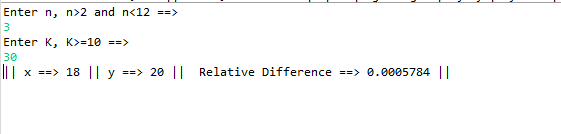 Enter n, n>2 and n<12 ==>
3
Enter K, K>=10 ==>
30
|| x ==> 18 || y ==> 20 ||  Relative Difference ==> 0.0005784 ||